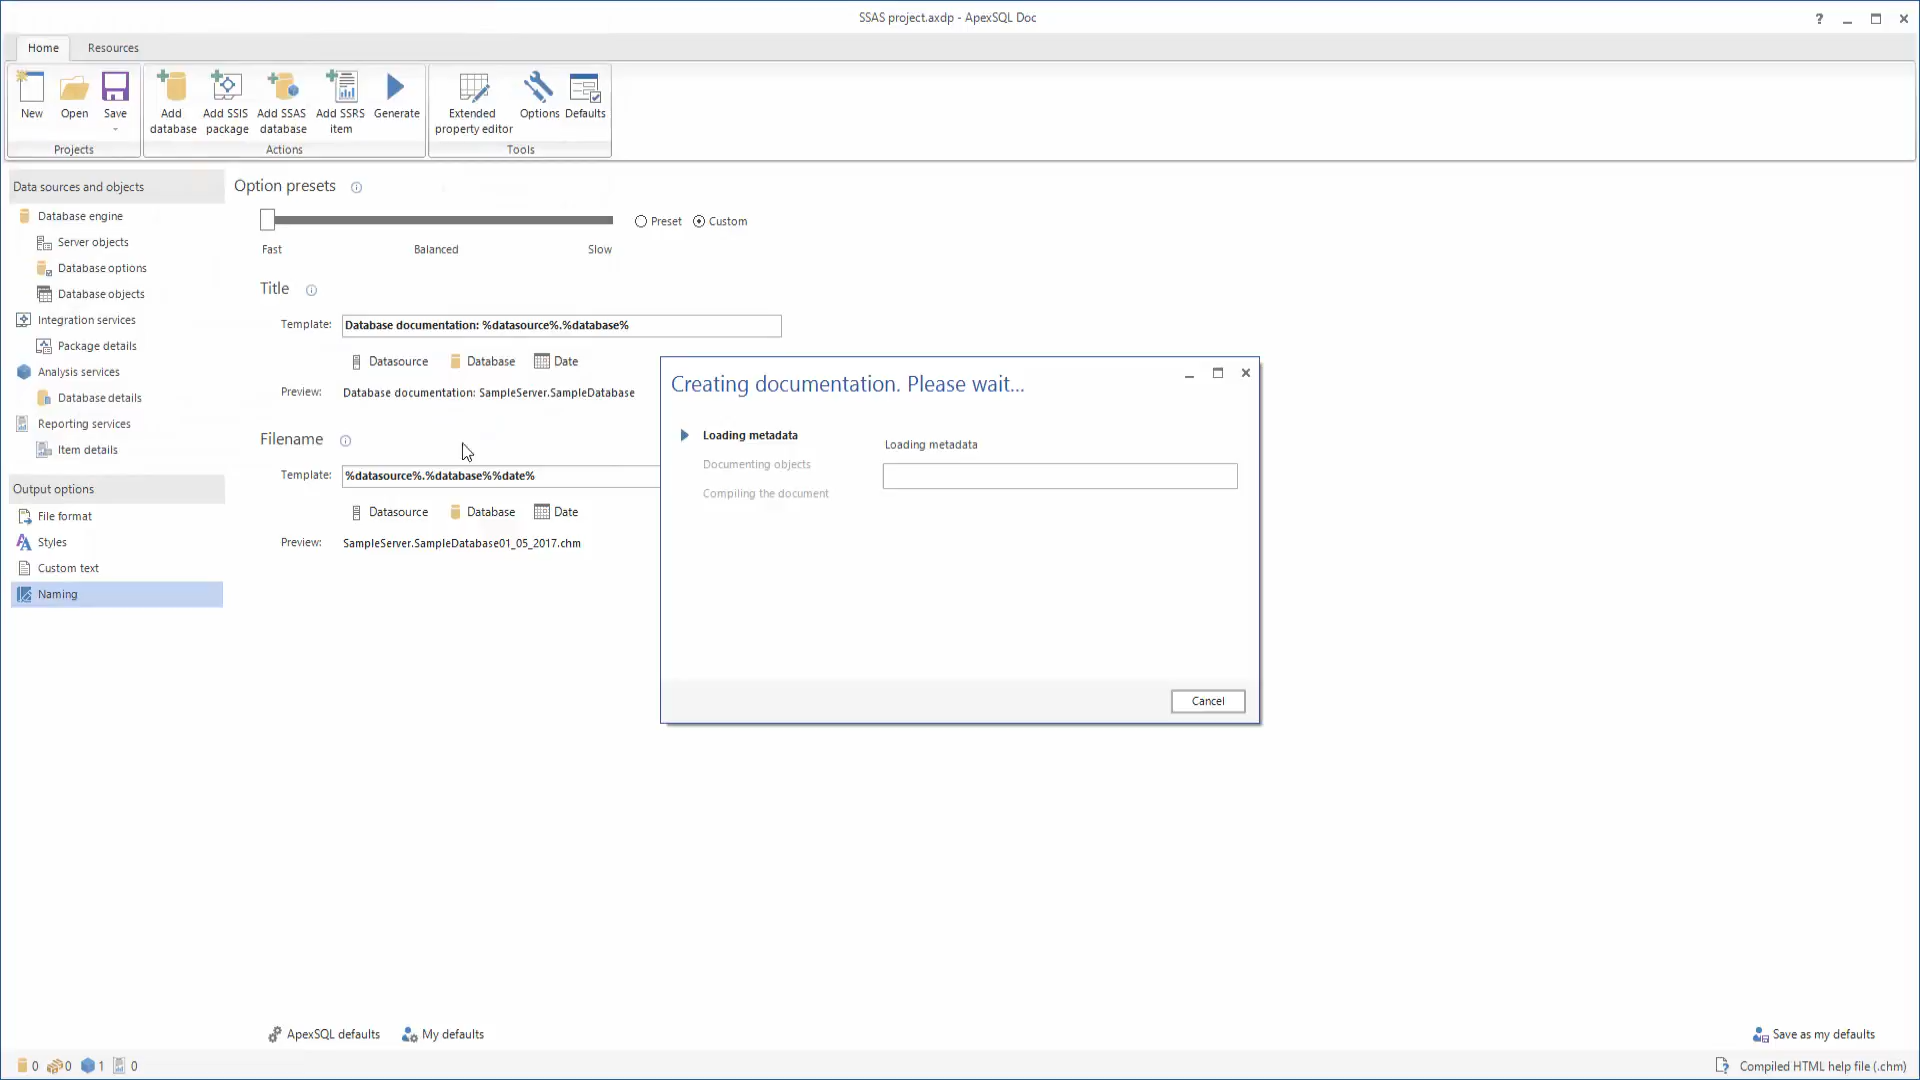 SSAS project.axdp - ApexSQL Doc
?
Home Resources
New Open Save Add database Add SSIS package Add SSAS database Add SSRS item Generate Extended property editor Options Defaults
Projects Actions Tools
Data sources and objects
Database engine
Server objects
Database options
Database objects
Integration services
Package details
Analysis services
Database details
Reporting services
Item details
Output options
File format
Styles
Custom text
Naming
Option presets
Preset Custom
Fast Balanced Slow
Title
Template: Database documentation: %datasource%.%database%
Datasource Database Date
Preview: Database documentation: SampleServer.SampleDatabase
Filename
Template: %datasource%.%database%%date%
Datasource Database Date
Preview: SampleServer.SampleDatabase01_05_2017.chm
Creating documentation. Please wait...
Loading metadata
Documenting objects
Compiling the document
Loading metadata
Cancel
ApexSQL defaults My defaults Save as my defaults
0 0 1 0 Compiled HTML help file (.chm)